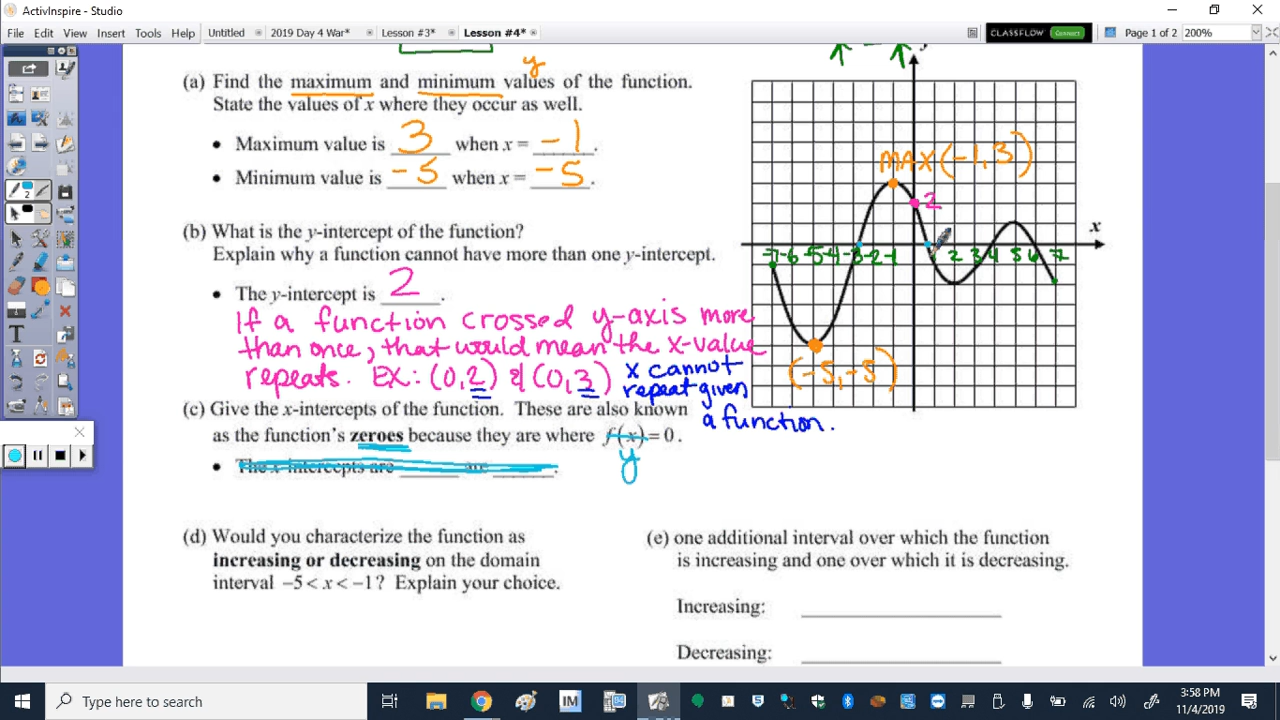 ActivInspire - Studio
File Edit View Insert Tools Help Untitled 2019 Day 4 War* Lesson #3* Lesson #4* CLASSFLOW Connect Page 1 of 2 200%
y
(a) Find the maximum and minimum values of the function.
State the values of x where they occur as well.
• Maximum value is 3 when x = -1.
• Minimum value is -5 when x = -5.
(b) What is the y-intercept of the function?
Explain why a function cannot have more than one y-intercept.
• The y-intercept is 2.
If a function crossed y-axis more
than once, that would mean the x-value
repeats. EX: (0,2) & (0,3) x cannot
repeat given
a function.
(c) Give the x-intercepts of the function. These are also known
as the function's zeroes because they are where f(x)=0.
y
• The x-intercepts are ______ and ______.
(d) Would you characterize the function as
increasing or decreasing on the domain
interval −5 < x < −1? Explain your choice.
(e) one additional interval over which the function
is increasing and one over which it is decreasing.
Increasing:
Decreasing:
y
MAX(-1,3)
2
x
-7 -6 -5 -4 -3 -2 -1 2 3 4 5 6 7
(-5,-5)
2
Type here to search
3:58 PM
11/4/2019